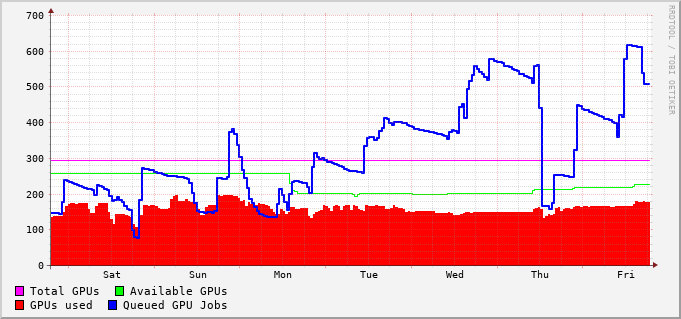 700
600
500
400
300
200
100
0
Sat Sun Mon Tue Wed Thu Fri
Total GPUs Available GPUs
GPUs used Queued GPU Jobs
RRDTOOL / TOBI OETIKER